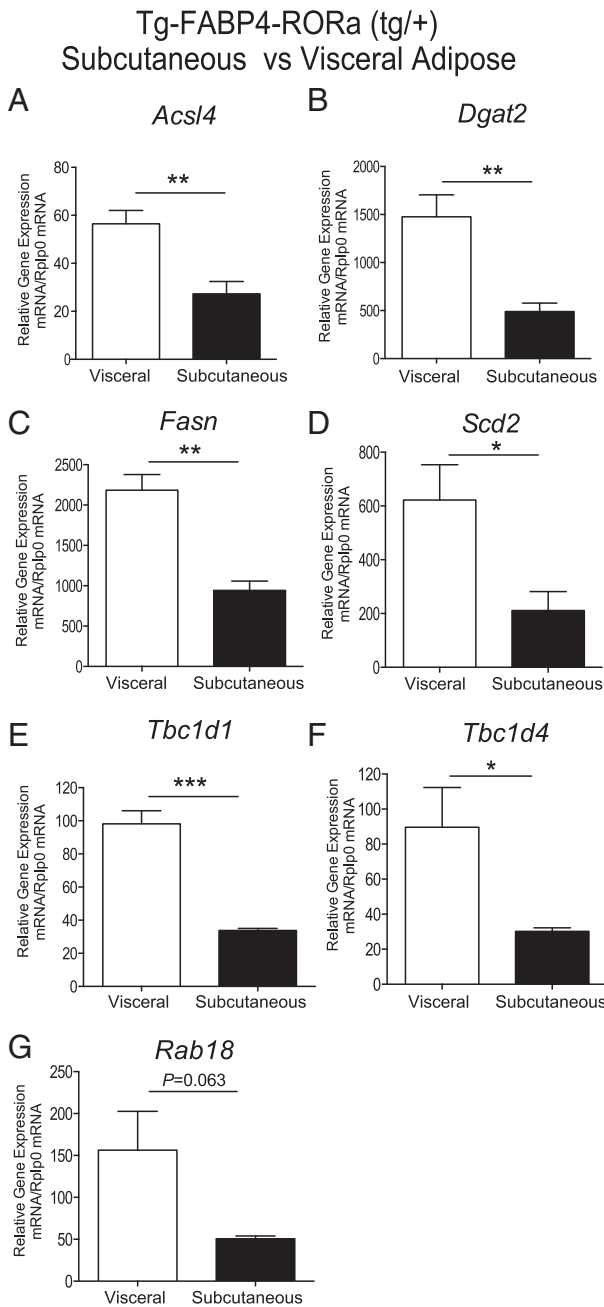 Tg-FABP4-RORa (tg/+)
Subcutaneous vs Visceral Adipose
A
Acsl4
Relative Gene Expression
mRNA/Rplp0 mRNA
80
60
40
20
0
**
Visceral
Subcutaneous
B
Dgat2
Relative Gene Expression
mRNA/Rplp0 mRNA
2000
1500
1000
500
0
**
Visceral
Subcutaneous
C
Fasn
Relative Gene Expression
mRNA/Rplp0 mRNA
2500
2000
1500
1000
500
0
**
Visceral
Subcutaneous
D
Scd2
Relative Gene Expression
mRNA/Rplp0 mRNA
800
600
400
200
0
*
Visceral
Subcutaneous
E
Tbc1d1
Relative Gene Expression
mRNA/Rplp0 mRNA
120
100
80
60
40
20
0
***
Visceral
Subcutaneous
F
Tbc1d4
Relative Gene Expression
mRNA/Rplp0 mRNA
120
100
80
60
40
20
0
*
Visceral
Subcutaneous
G
Rab18
Relative Gene Expression
mRNA/Rplp0 mRNA
250
200
150
100
50
0
P=0.063
Visceral
Subcutaneous